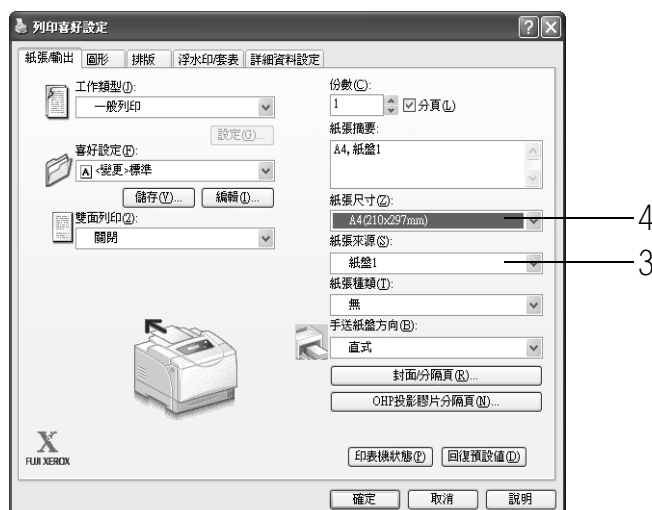 列印喜好設定
紙張/輸出 圖形 排版 浮水印/套表 詳細資料設定
工作類型(J):
一般列印
設定(G)...
喜好設定(F):
A <變更>標準
儲存(V)... 編輯(I)...
雙面列印(2):
關閉
份數(C):
1 分頁(L)
紙張摘要:
A4, 紙盤1
紙張尺寸(Z):
A4(210x297mm)
4
紙張來源(S):
紙盤1
3
紙張種類(T):
無
手送紙盤方向(B):
直式
封面/分隔頁(R)...
OHP投影膠片分隔頁(N)...
X
FUJI XEROX
印表機狀態(P) 回復預設值(D)
確定 取消 說明